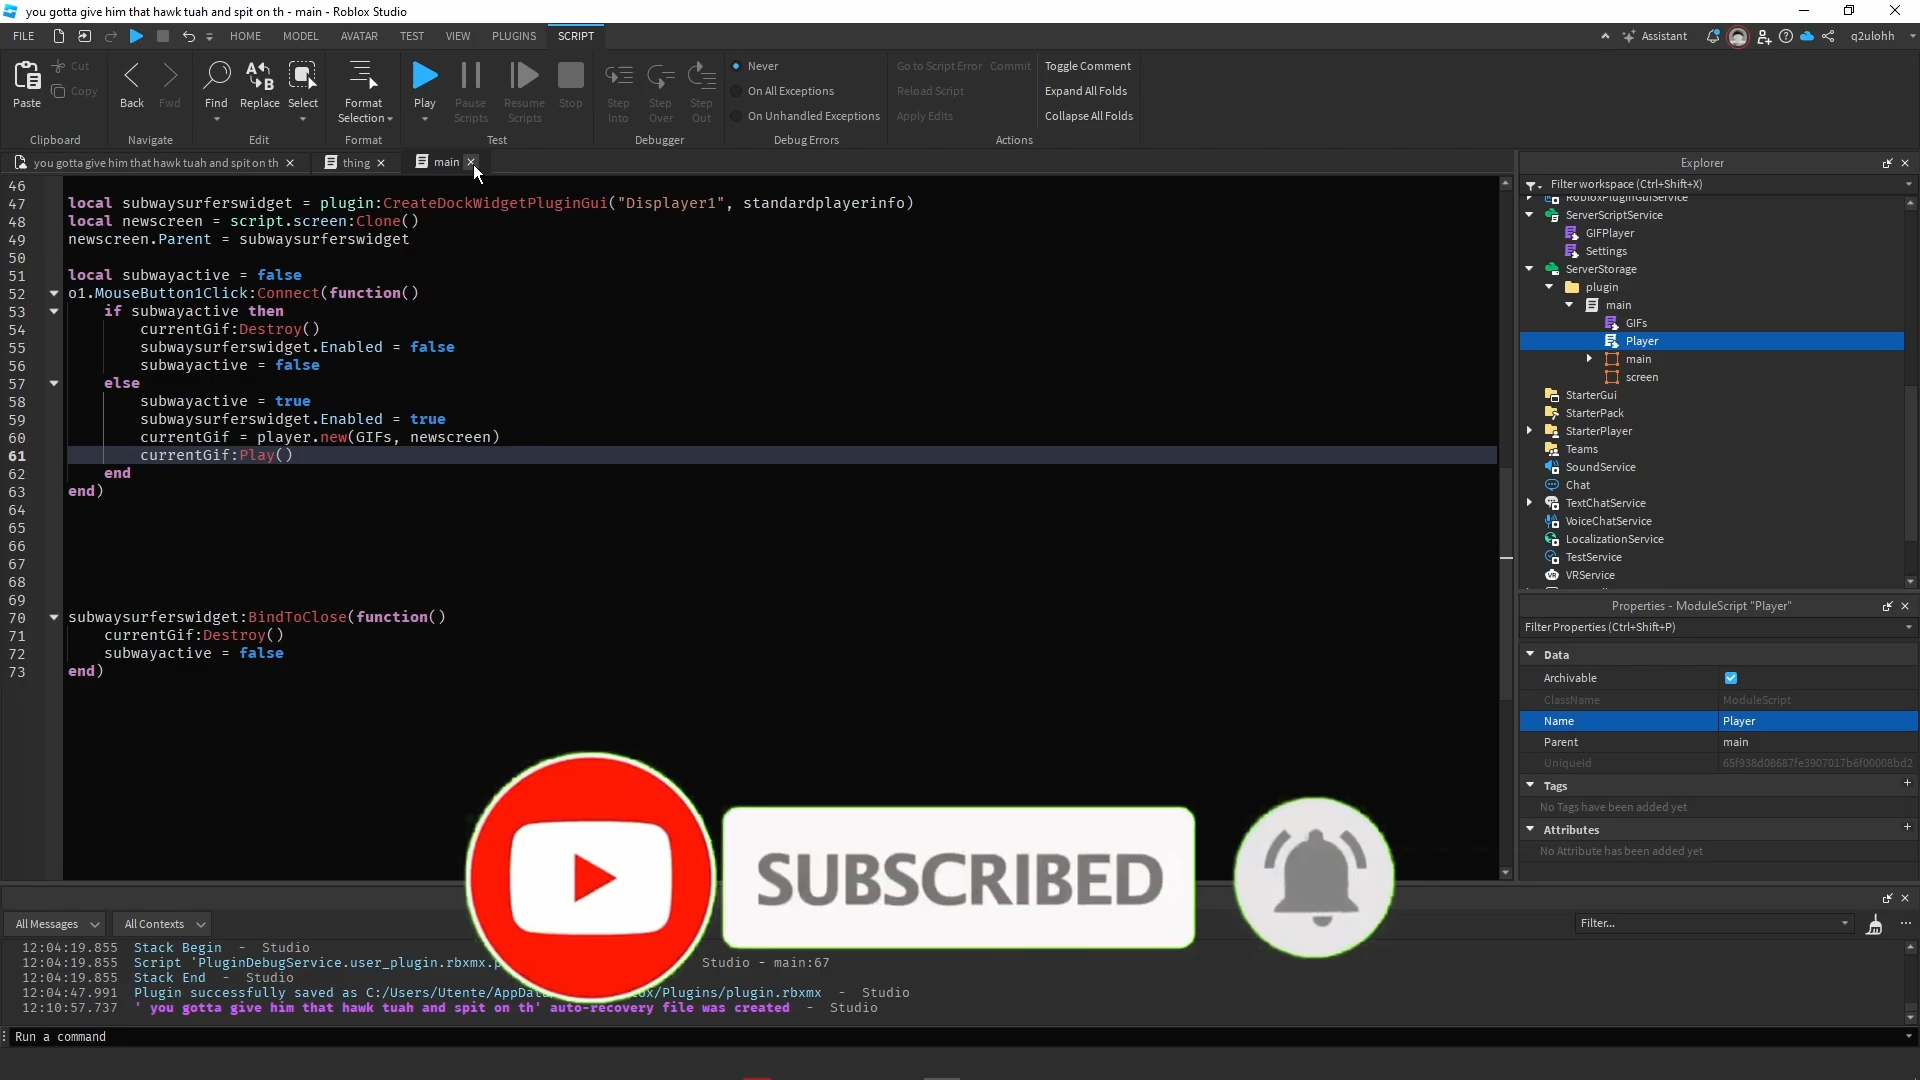 you gotta give him that hawk tuah and spit on th - main - Roblox Studio
FILE HOME MODEL AVATAR TEST VIEW PLUGINS SCRIPT Assistant q2ulohh
Paste Cut Copy Back Fwd Find Replace Select Format Selection Play Pause Scripts Resume Scripts Stop Step Into Step Over Step Out
Never Go to Script Error Commit Toggle Comment
On All Exceptions Reload Script Expand All Folds
On Unhandled Exceptions Apply Edits Collapse All Folds
Clipboard Navigate Edit Format Test Debugger Debug Errors Actions
you gotta give him that hawk tuah and spit on th thing main
46
47 local subwaysurferswidget = plugin:CreateDockWidgetPluginGui("Displayer1", standardplayerinfo)
48 local newscreen = script.screen:Clone()
49 newscreen.Parent = subwaysurferswidget
50
51 local subwayactive = false
52 o1.MouseButton1Click:Connect(function()
53 if subwayactive then
54 currentGif:Destroy()
55 subwaysurferswidget.Enabled = false
56 subwayactive = false
57 else
58 subwayactive = true
59 subwaysurferswidget.Enabled = true
60 currentGif = player.new(GIFs, newscreen)
61 currentGif:Play()
62 end
63 end)
64
65
66
67
68
69
70 subwaysurferswidget:BindToClose(function()
71 currentGif:Destroy()
72 subwayactive = false
73 end)
Explorer
Filter workspace (Ctrl+Shift+X)
RobloxPluginGuiService
ServerScriptService
GIFPlayer
Settings
ServerStorage
plugin
main
GIFs
Player
main
screen
StarterGui
StarterPack
StarterPlayer
Teams
SoundService
Chat
TextChatService
VoiceChatService
LocalizationService
TestService
VRService
Properties - ModuleScript "Player"
Filter Properties (Ctrl+Shift+P)
Data
Archivable
ClassName ModuleScript
Name Player
Parent main
UniqueId 65f938d08687fe3907017b6f00008bd2
Tags
No Tags have been added yet
Attributes
No Attribute has been added yet
SUBSCRIBED
All Messages All Contexts Filter...
12:04:19.855 Stack Begin - Studio
12:04:19.855 Script 'PluginDebugService.user_plugin.rbxmx.p Studio - main:67
12:04:19.855 Stack End - Studio
12:04:47.991 Plugin successfully saved as C:/Users/Utente/AppData ox/Plugins/plugin.rbxmx - Studio
12:10:57.737 ' you gotta give him that hawk tuah and spit on th' auto-recovery file was created - Studio
Run a command